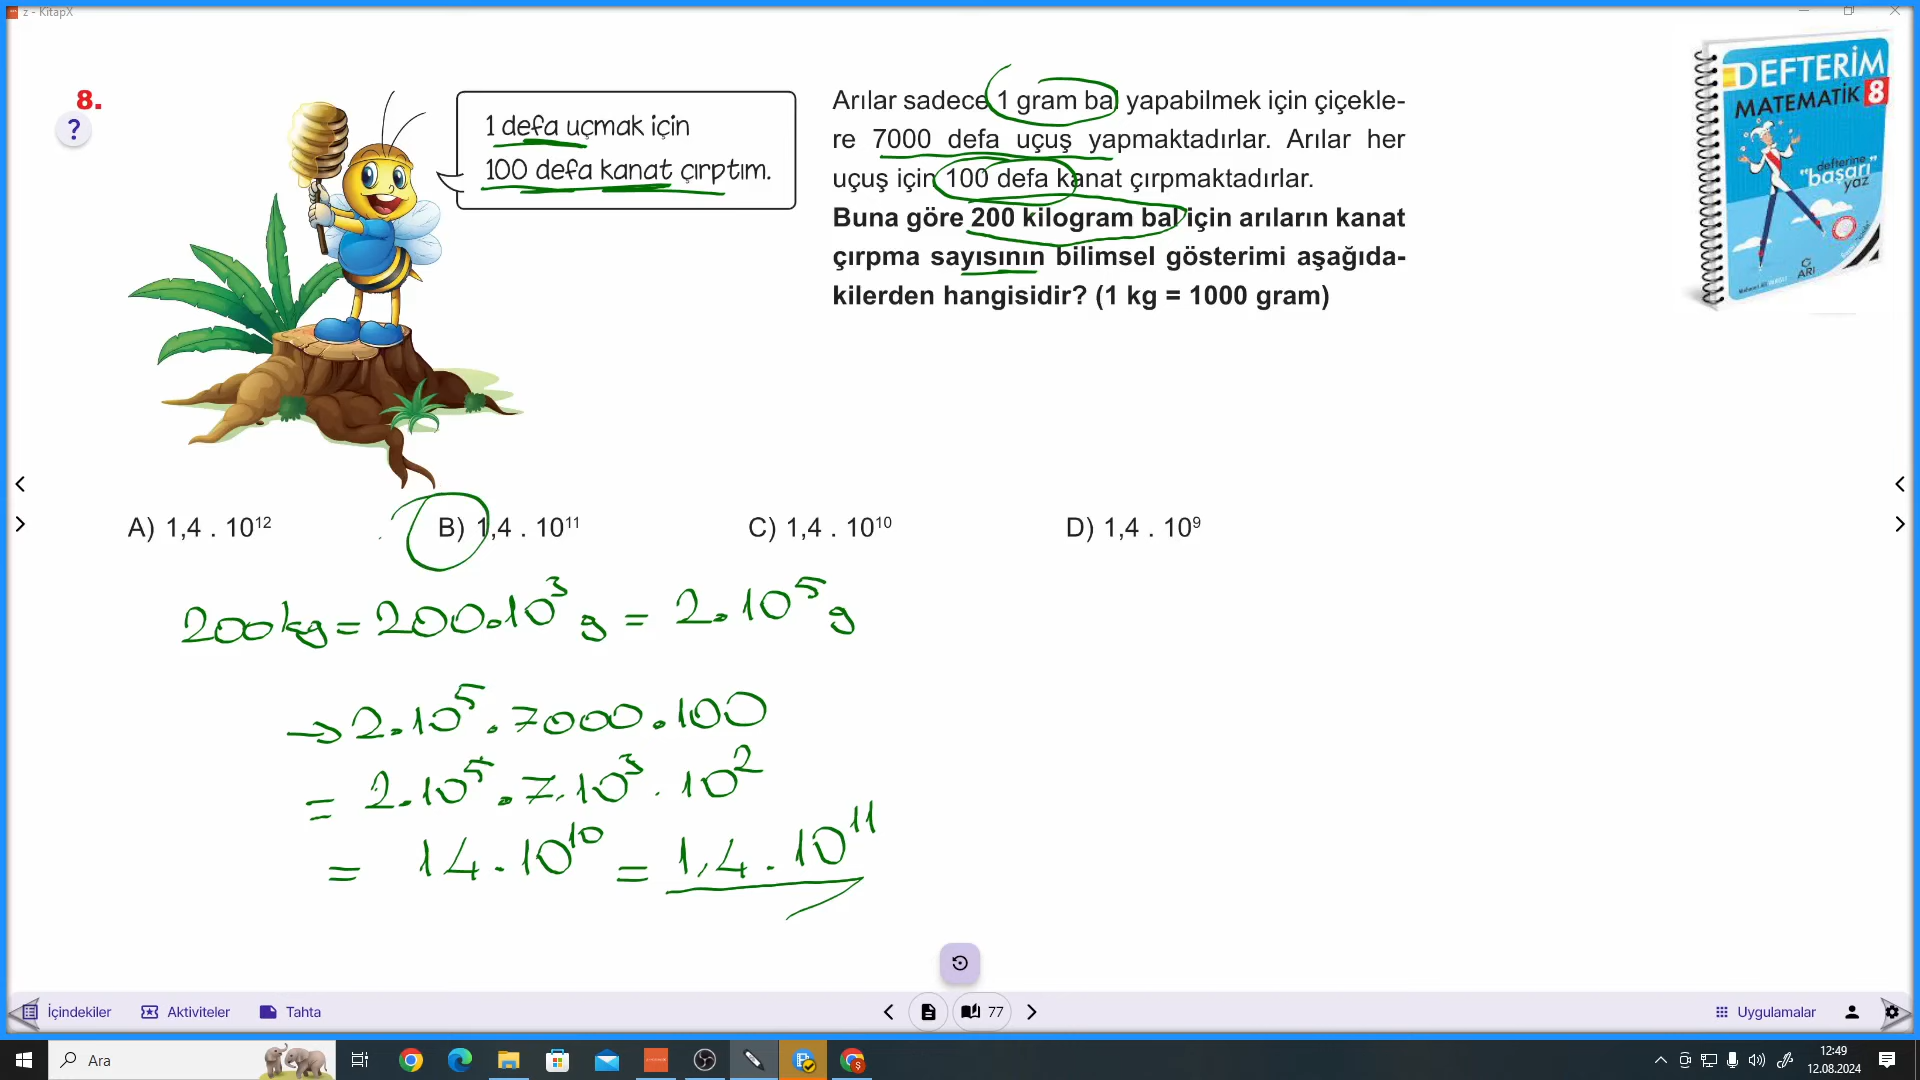 z - KitapX
8.
?
1 defa uçmak için
100 defa kanat çırptım.
Arılar sadece 1 gram bal yapabilmek için çiçekle-
re 7000 defa uçuş yapmaktadırlar. Arılar her
uçuş için 100 defa kanat çırpmaktadırlar.
Buna göre 200 kilogram bal için arıların kanat
çırpma sayısının bilimsel gösterimi aşağıda-
kilerden hangisidir? (1 kg = 1000 gram)
DEFTERİM
MATEMATİK 8
defterine
"başarı"
yaz
ARI
A) 1,4 . 10¹²
B) 1,4 . 10¹¹
C) 1,4 . 10¹⁰
D) 1,4 . 10⁹
200kg = 200.10³ g = 2.10⁵ g
→ 2.10⁵ . 7000 . 100
= 2.10⁵ . 7.10³ . 10²
= 14.10¹⁰ = 1,4 . 10¹¹
İçindekiler
Aktiviteler
Tahta
77
Uygulamalar
Ara
12:49
12.08.2024